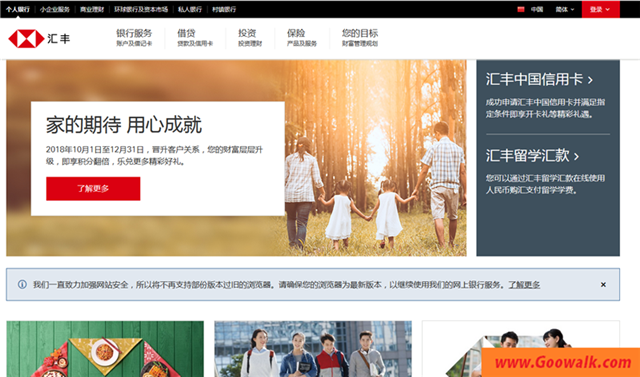 个人银行 小企业服务 商业理财 环球银行及资本市场 私人银行 村镇银行 中国 简体 登录
汇丰
银行服务 借贷 投资 保险 您的目标
账户及借记卡 贷款及信用卡 投资理财 产品及服务 财富管理规划
家的期待 用心成就
2018年10月1日至12月31日，晋升客户关系，您的财富层层升
级，即享积分翻倍，乐兑更多精彩好礼。
了解更多
汇丰中国信用卡
成功申请汇丰中国信用卡并满足指
定条件即享开卡礼等精彩礼遇。
汇丰留学汇款
您可以通过汇丰留学汇款在线使用
人民币购汇支付留学学费。
我们一直致力加强网站安全，所以将不再支持部份版本过旧的浏览器。请确保您的浏览器为最新版本，以继续使用我们的网上银行服务。了解更多
www.Goowalk.com